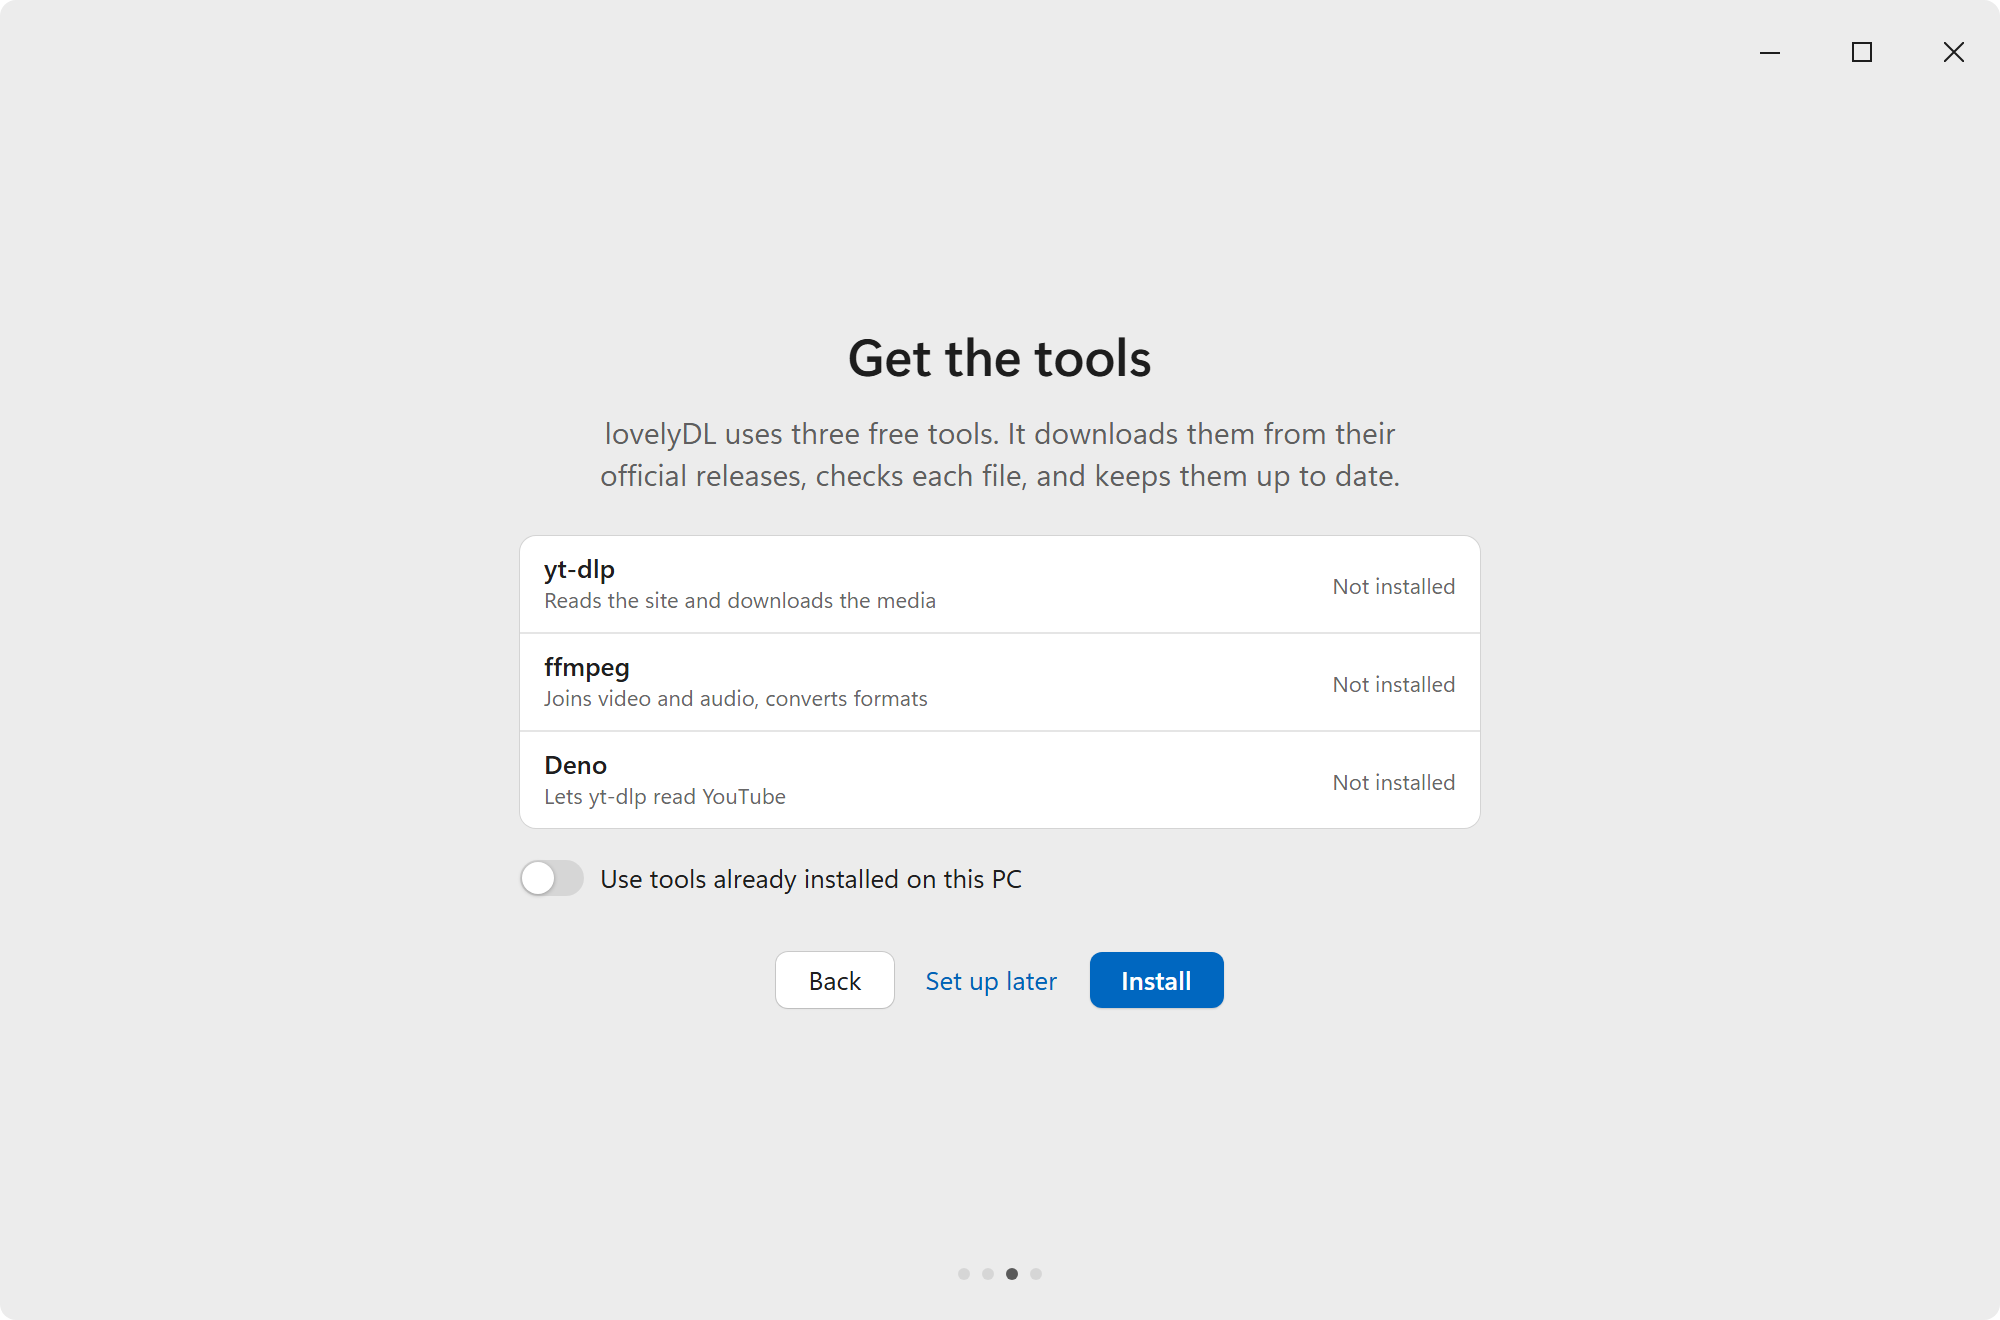 Get the tools
lovelyDL uses three free tools. It downloads them from their
official releases, checks each file, and keeps them up to date.
yt-dlp
Reads the site and downloads the media
Not installed
ffmpeg
Joins video and audio, converts formats
Not installed
Deno
Lets yt-dlp read YouTube
Not installed
Use tools already installed on this PC
Back
Set up later
Install